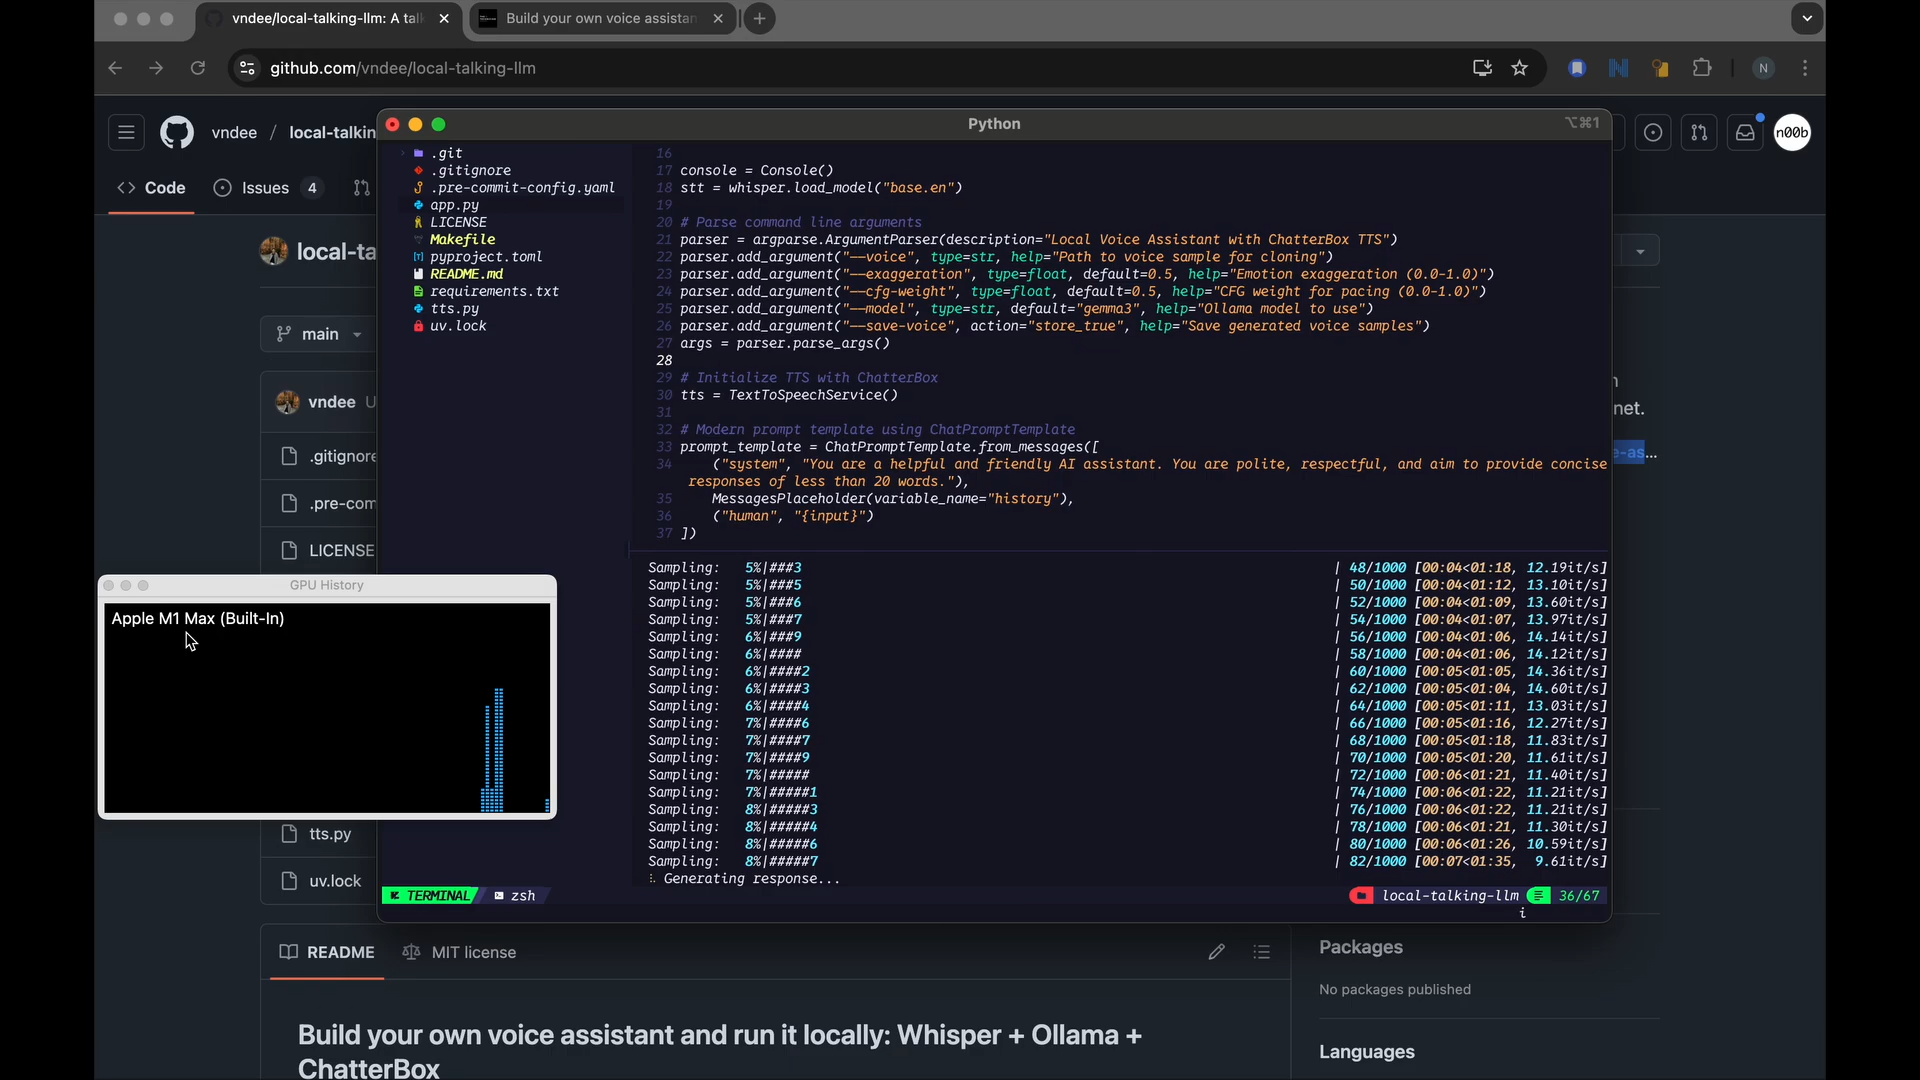 vndee/local-talking-llm: A talk
Build your own voice assistan
github.com/vndee/local-talking-llm
N
vndee / local-talkin
n00b
Code
Issues 4
local-ta
main
vndee U
.gitignore
.pre-com
LICENSE
tts.py
uv.lock
net.
e-as...
Python
⌥⌘1
.git
.gitignore
.pre-commit-config.yaml
app.py
LICENSE
Makefile
pyproject.toml
README.md
requirements.txt
tts.py
uv.lock
16
17 console = Console()
18 stt = whisper.load_model("base.en")
19
20 # Parse command line arguments
21 parser = argparse.ArgumentParser(description="Local Voice Assistant with ChatterBox TTS")
22 parser.add_argument("--voice", type=str, help="Path to voice sample for cloning")
23 parser.add_argument("--exaggeration", type=float, default=0.5, help="Emotion exaggeration (0.0-1.0)")
24 parser.add_argument("--cfg-weight", type=float, default=0.5, help="CFG weight for pacing (0.0-1.0)")
25 parser.add_argument("--model", type=str, default="gemma3", help="Ollama model to use")
26 parser.add_argument("--save-voice", action="store_true", help="Save generated voice samples")
27 args = parser.parse_args()
28
29 # Initialize TTS with ChatterBox
30 tts = TextToSpeechService()
31
32 # Modern prompt template using ChatPromptTemplate
33 prompt_template = ChatPromptTemplate.from_messages([
34 ("system", "You are a helpful and friendly AI assistant. You are polite, respectful, and aim to provide concise
responses of less than 20 words."),
35 MessagesPlaceholder(variable_name="history"),
36 ("human", "{input}")
37 ])
Sampling: 5%|###3 | 48/1000 [00:04<01:18, 12.19it/s]
Sampling: 5%|###5 | 50/1000 [00:04<01:12, 13.10it/s]
Sampling: 5%|###6 | 52/1000 [00:04<01:09, 13.60it/s]
Sampling: 5%|###7 | 54/1000 [00:04<01:07, 13.97it/s]
Sampling: 6%|###9 | 56/1000 [00:04<01:06, 14.14it/s]
Sampling: 6%|#### | 58/1000 [00:04<01:06, 14.12it/s]
Sampling: 6%|####2 | 60/1000 [00:05<01:05, 14.36it/s]
Sampling: 6%|####3 | 62/1000 [00:05<01:04, 14.60it/s]
Sampling: 6%|####4 | 64/1000 [00:05<01:11, 13.03it/s]
Sampling: 7%|####6 | 66/1000 [00:05<01:16, 12.27it/s]
Sampling: 7%|####7 | 68/1000 [00:05<01:18, 11.83it/s]
Sampling: 7%|####9 | 70/1000 [00:05<01:20, 11.61it/s]
Sampling: 7%|##### | 72/1000 [00:06<01:21, 11.40it/s]
Sampling: 7%|#####1 | 74/1000 [00:06<01:22, 11.21it/s]
Sampling: 8%|#####3 | 76/1000 [00:06<01:22, 11.21it/s]
Sampling: 8%|#####4 | 78/1000 [00:06<01:21, 11.30it/s]
Sampling: 8%|#####6 | 80/1000 [00:06<01:26, 10.59it/s]
Sampling: 8%|#####7 | 82/1000 [00:07<01:35, 9.61it/s]
Generating response...
TERMINAL zsh local-talking-llm 36/67
i
GPU History
Apple M1 Max (Built-In)
README
MIT license
Build your own voice assistant and run it locally: Whisper + Ollama +
ChatterBox
Packages
No packages published
Languages